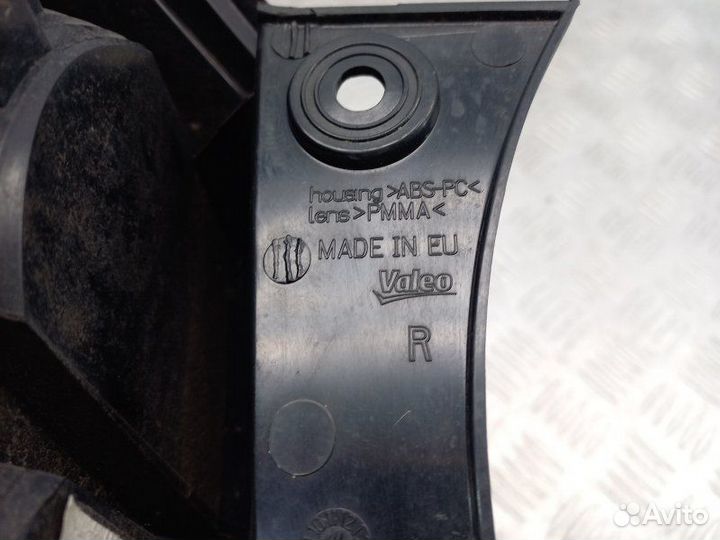 housing >ABS-PC<
lens >PMMA<
MADE IN EU
Valeo
R
Avito